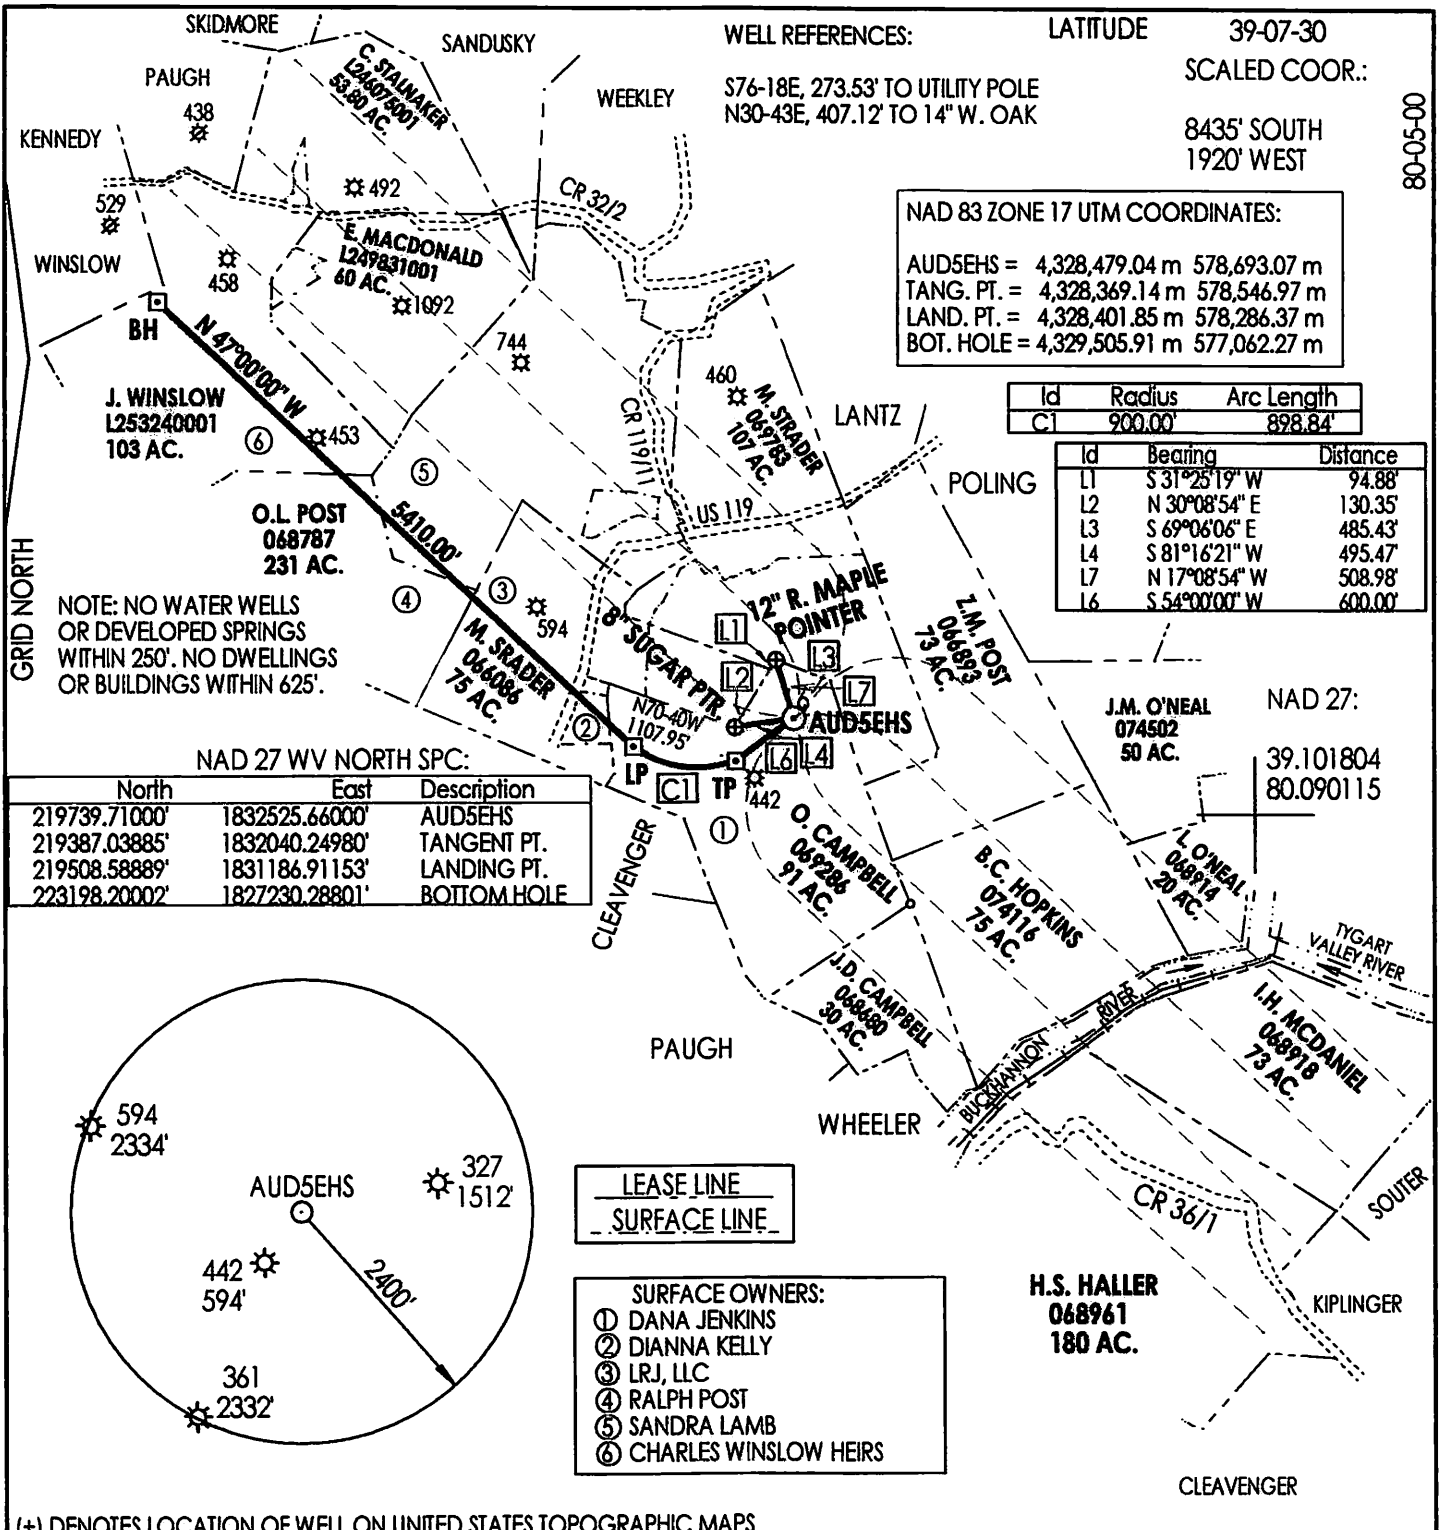 SKIDMORE
SANDUSKY
WELL REFERENCES:
LATITUDE 39-07-30
SCALED COOR.:
S76-18E, 273.53' TO UTILITY POLE
N30-43E, 407.12' TO 14" W. OAK
8435' SOUTH
1920' WEST
80-05-00
PAUGH
438
C. STALNAKER
L246075001
53.80 AC.
WEEKLEY
KENNEDY
492
CR 32/2
529
WINSLOW
458
E. MACDONALD
L249831001
60 AC.
1092
NAD 83 ZONE 17 UTM COORDINATES:
AUD5EHS = 4,328,479.04 m 578,693.07 m
TANG. PT. = 4,328,369.14 m 578,546.97 m
LAND. PT. = 4,328,401.85 m 578,286.37 m
BOT. HOLE = 4,329,505.91 m 577,062.27 m
BH
N 47°00'00" W
744
460
M. STRADER
069783
107 AC.
LANTZ
Id Radius Arc Length
C1 900.00' 898.84'
J. WINSLOW
L253240001
103 AC.
6
453
5
CR 119/1
US 119
POLING
Id Bearing Distance
L1 S 31°25'19" W 94.88'
L2 N 30°08'54" E 130.35'
L3 S 69°06'06" E 485.43'
L4 S 81°16'21" W 495.47'
L7 N 17°08'54" W 508.98'
L6 S 54°00'00" W 600.00'
O.L. POST
068787
231 AC.
5410.00'
GRID NORTH
NOTE: NO WATER WELLS
OR DEVELOPED SPRINGS
WITHIN 250'. NO DWELLINGS
OR BUILDINGS WITHIN 625'.
4
3
594
M. SRADER
066086
75 AC.
8" SUGAR PTR.
12" R. MAPLE
POINTER
L1
L2
L3
L7
AUD5EHS
L6
L4
N70-40W
1107.95'
2
LP
C1
TP
442
1
Z.M. POST
066893
73 AC.
J.M. O'NEAL
074502
50 AC.
NAD 27:
39.101804
80.090115
NAD 27 WV NORTH SPC:
North East Description
219739.71000' 1832525.66000' AUD5EHS
219387.03885' 1832040.24980' TANGENT PT.
219508.58889' 1831186.91153' LANDING PT.
223198.20002' 1827230.28801' BOTTOM HOLE
CLEAVENGER
O. CAMPBELL
069286
91 AC.
B.C. HOPKINS
074116
75 AC.
L. O'NEAL
068914
20 AC.
TYGART
VALLEY RIVER
J.D. CAMPBELL
068680
30 AC.
BUCKHANNON RIVER
I.H. MCDANIEL
068918
73 AC.
PAUGH
WHEELER
SOUTER
CR 36/1
594
2334'
AUD5EHS
327
1512'
442
594'
2400'
361
2332'
LEASE LINE
SURFACE LINE
SURFACE OWNERS:
1 DANA JENKINS
2 DIANNA KELLY
3 LRJ, LLC
4 RALPH POST
5 SANDRA LAMB
6 CHARLES WINSLOW HEIRS
H.S. HALLER
068961
180 AC.
KIPLINGER
CLEAVENGER
(+) DENOTES LOCATION OF WELL ON UNITED STATES TOPOGRAPHIC MAPS